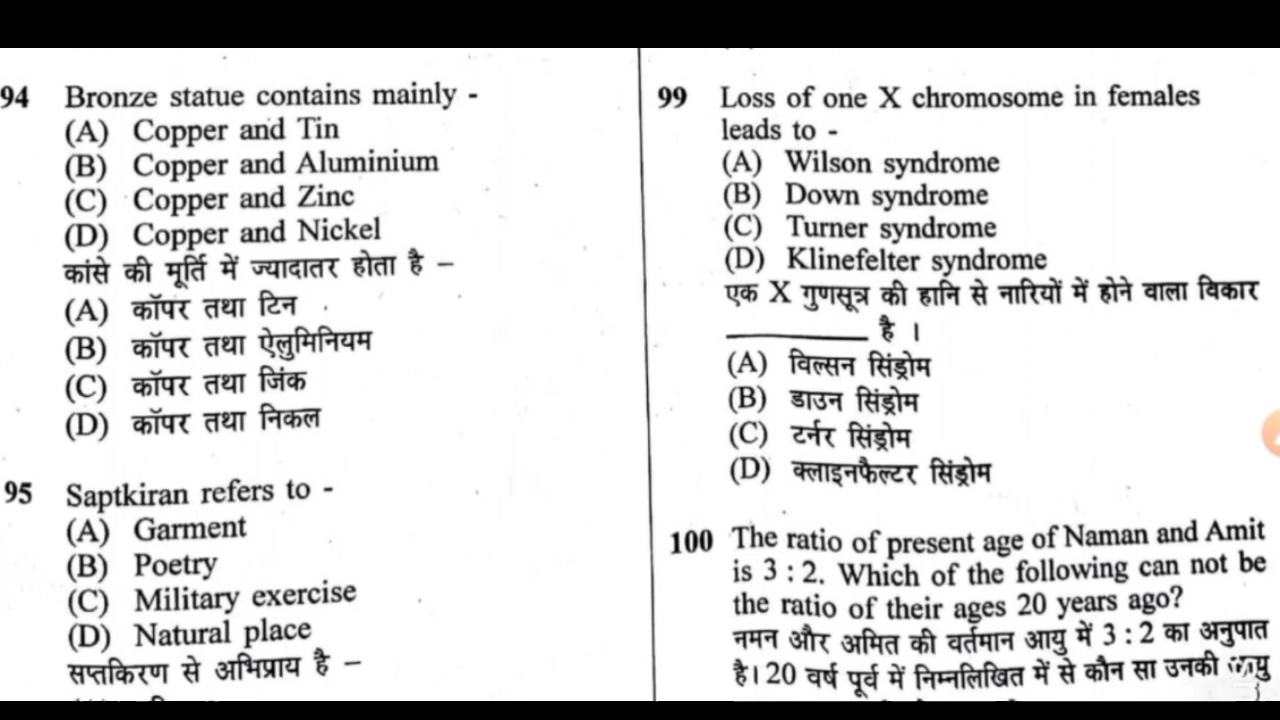 94 Bronze statue contains mainly -
(A) Copper and Tin
(B) Copper and Aluminium
(C) Copper and Zinc
(D) Copper and Nickel
कांसे की मूर्ति में ज्यादातर होता है –
(A) कॉपर तथा टिन
(B) कॉपर तथा ऐलुमिनियम
(C) कॉपर तथा जिंक
(D) कॉपर तथा निकल
95 Saptkiran refers to -
(A) Garment
(B) Poetry
(C) Military exercise
(D) Natural place
सप्तकिरण से अभिप्राय है –
99 Loss of one X chromosome in females
leads to -
(A) Wilson syndrome
(B) Down syndrome
(C) Turner syndrome
(D) Klinefelter syndrome
एक X गुणसूत्र की हानि से नारियों में होने वाला विकार
________ है ।
(A) विल्सन सिंड्रोम
(B) डाउन सिंड्रोम
(C) टर्नर सिंड्रोम
(D) क्लाइनफैल्टर सिंड्रोम
100 The ratio of present age of Naman and Amit
is 3 : 2. Which of the following can not be
the ratio of their ages 20 years ago?
नमन और अमित की वर्तमान आयु में 3 : 2 का अनुपात
है। 20 वर्ष पूर्व में निम्नलिखित में से कौन सा उनकी